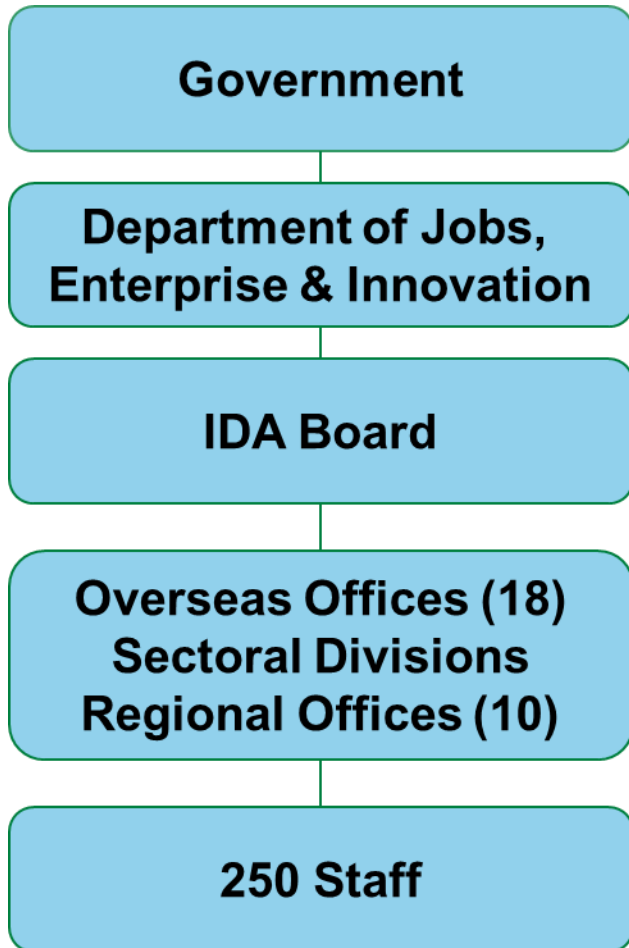 Government
Department of Jobs,
Enterprise & Innovation
IDA Board
Overseas Offices (18)
Sectoral Divisions
Regional Offices (10)
250 Staff